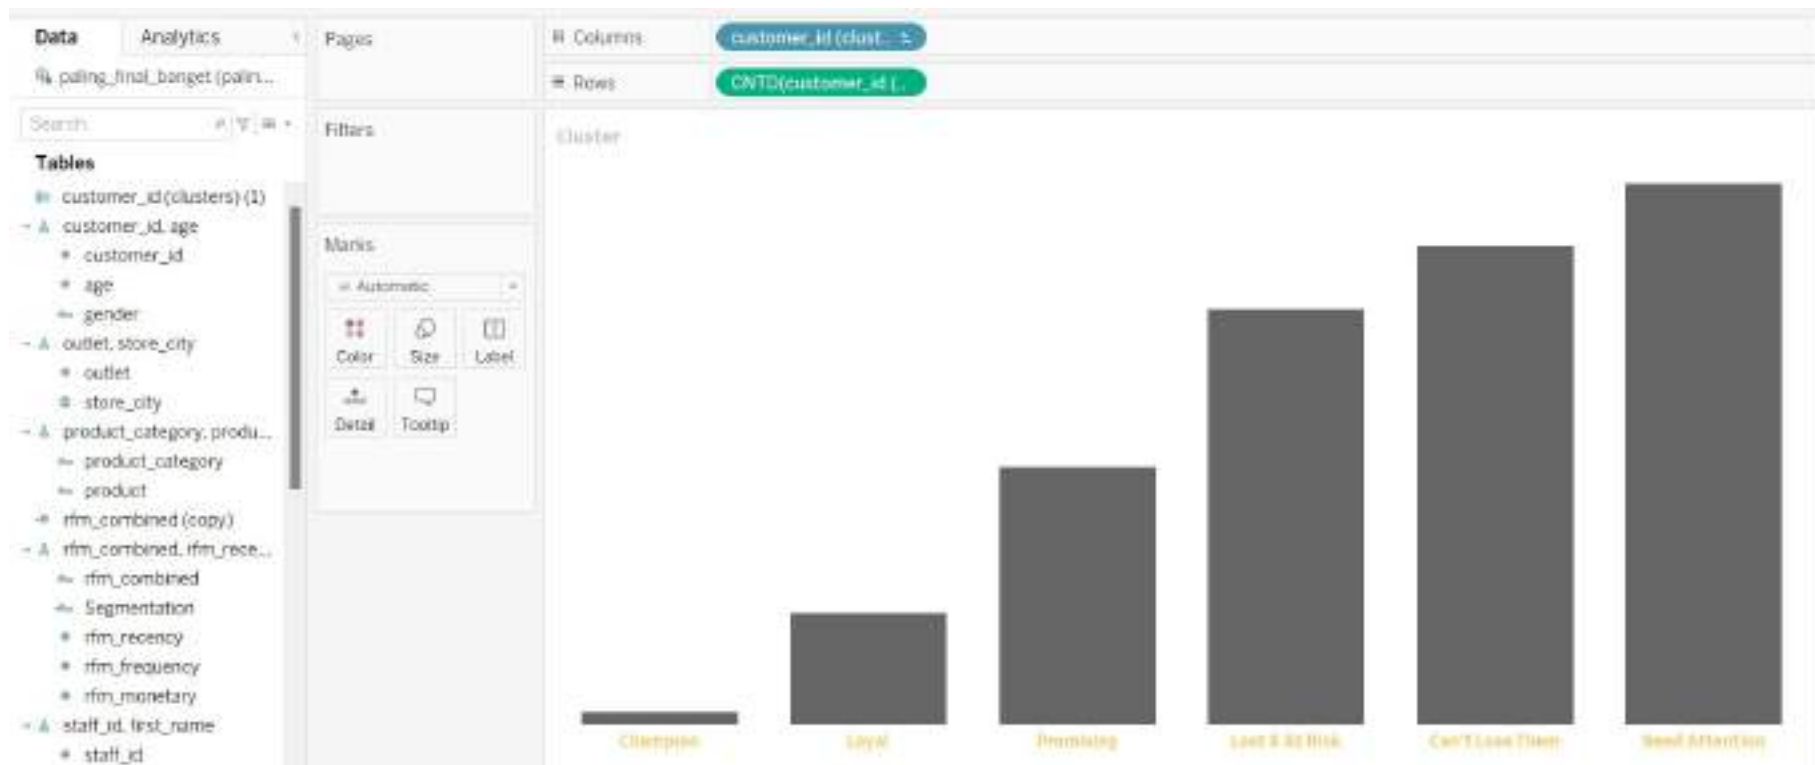 Data Analytics
paling_final_banget (palin...
Search
Tables
customer_id (clusters) (1)
customer_id, age
customer_id
age
gender
outlet, store_city
outlet
store_city
product_category, produ...
product_category
product
rfm_combined (copy)
rfm_combined, rfm_rece...
rfm_combined
Segmentation
rfm_recency
rfm_frequency
rfm_monetary
staff_id, first_name
staff_id
Pages
Filters
Marks
Automatic
Color Size Label
Detail Tooltip
Columns customer_id (clust..
Rows CNTD(customer_id (..
Cluster
Champion Loyal Promising Lost & At Risk Can't Lose Them Need Attention